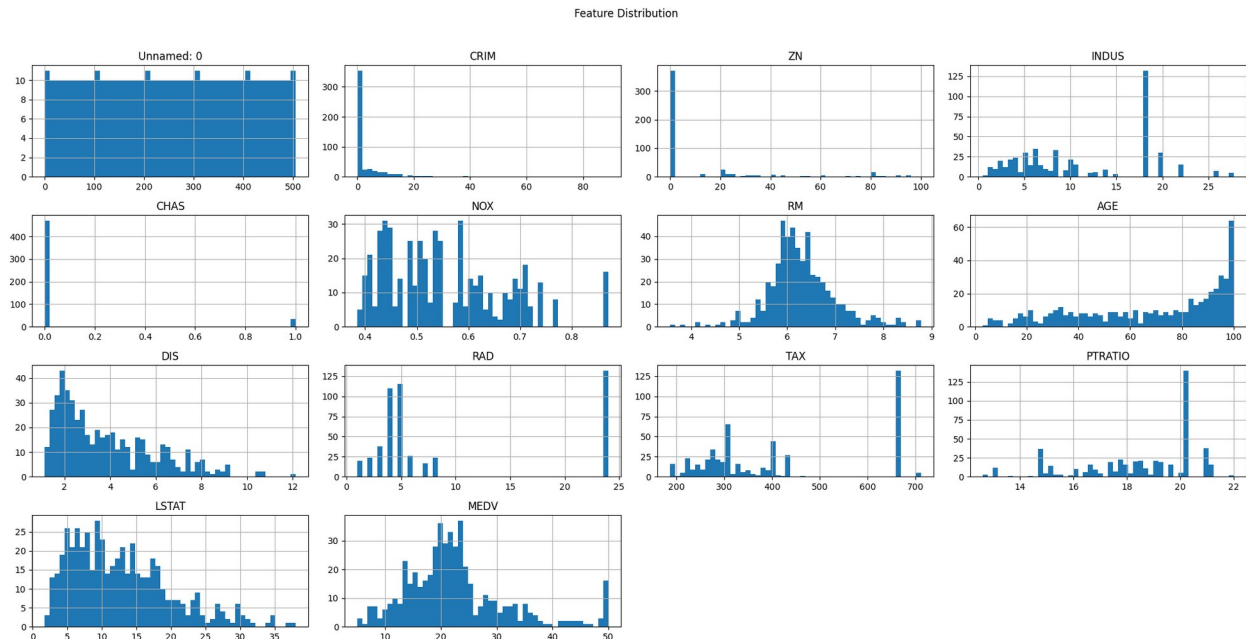 Feature Distribution
Unnamed: 0
CRIM
ZN
INDUS
10
8
6
4
2
0
0 100 200 300 400 500
300
200
100
0
0 20 40 60 80
300
200
100
0
0 20 40 60 80 100
125
100
75
50
25
0
0 5 10 15 20 25
CHAS
NOX
RM
AGE
400
300
200
100
0
0.0 0.2 0.4 0.6 0.8 1.0
30
20
10
0
0.4 0.5 0.6 0.7 0.8
40
30
20
10
0
4 5 6 7 8 9
60
40
20
0
0 20 40 60 80 100
DIS
RAD
TAX
PTRATIO
40
30
20
10
0
2 4 6 8 10 12
125
100
75
50
25
0
0 5 10 15 20 25
125
100
75
50
25
0
200 300 400 500 600 700
125
100
75
50
25
0
14 16 18 20 22
LSTAT
MEDV
25
20
15
10
5
0
0 5 10 15 20 25 30 35
30
20
10
0
10 20 30 40 50